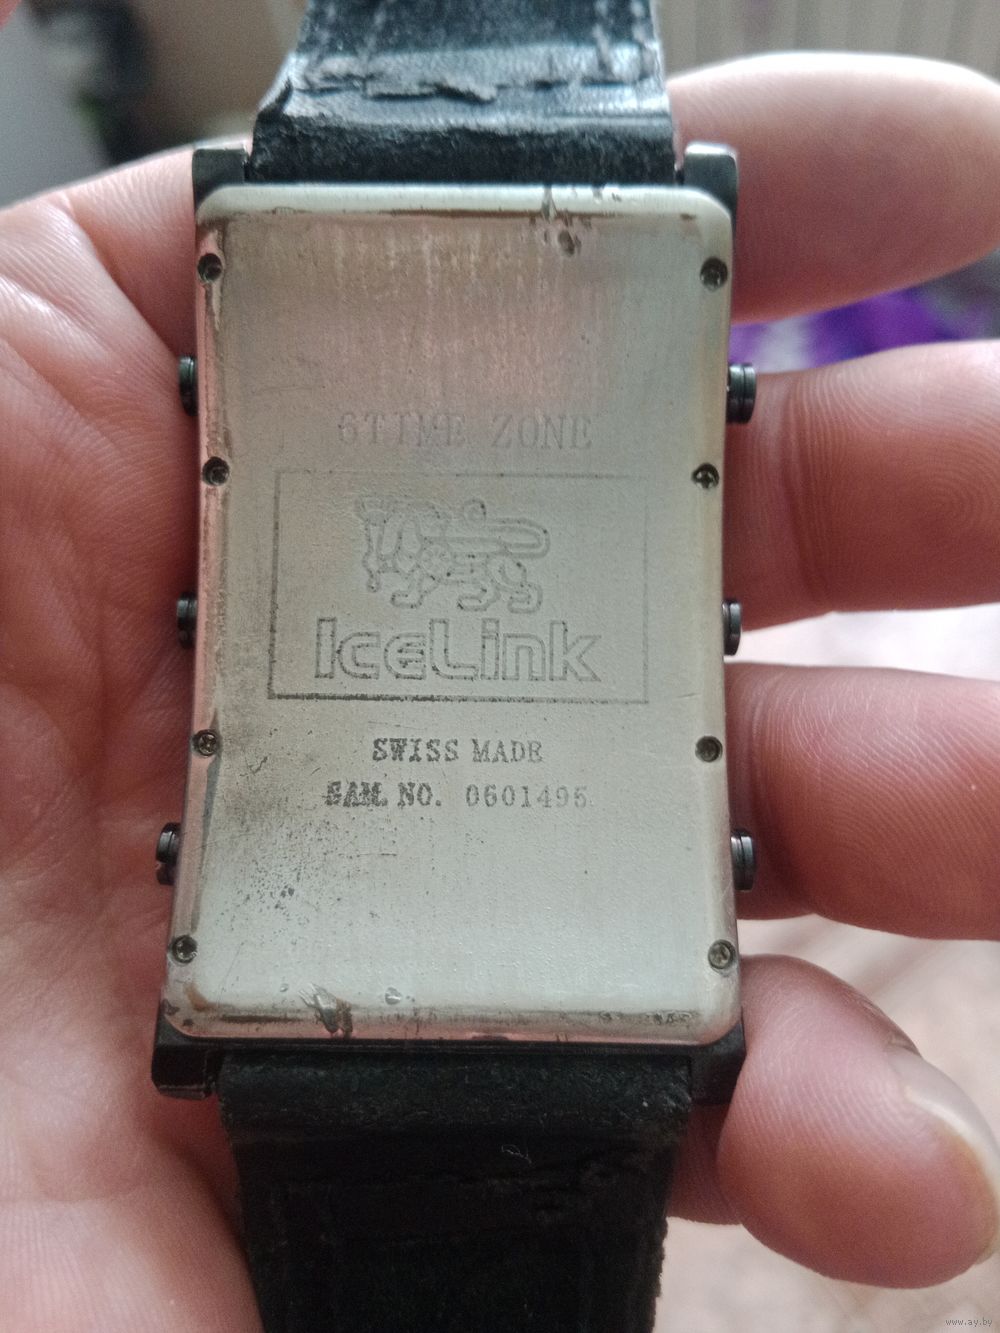 6TIME ZONE
IceLink
SWISS MADE
SAM. NO. 0601495
www.ay.by